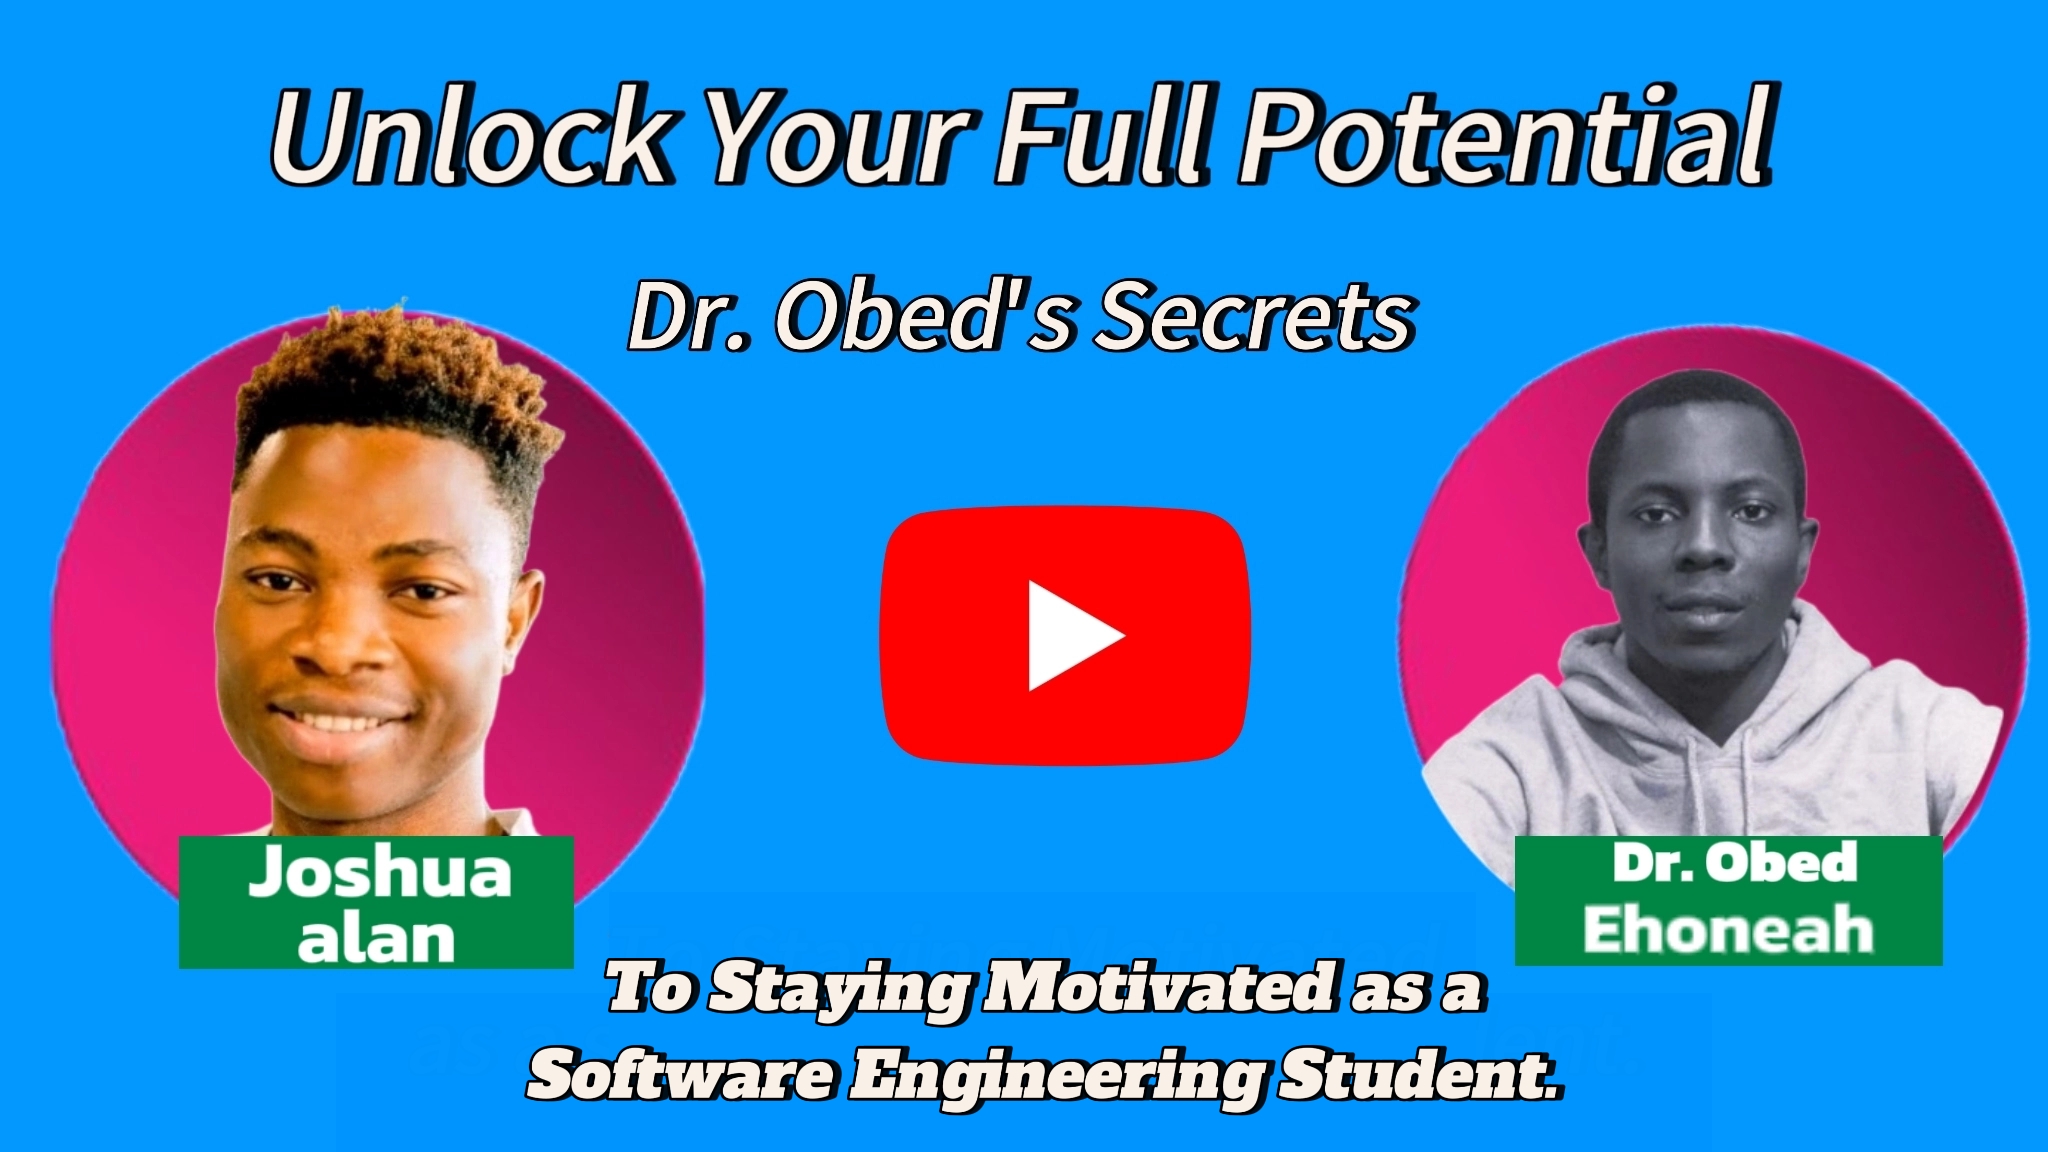 Unlock Your Full Potential
Dr. Obed's Secrets
Joshua
alan
Dr. Obed
Ehoneah
To Staying Motivated as a
Software Engineering Student.